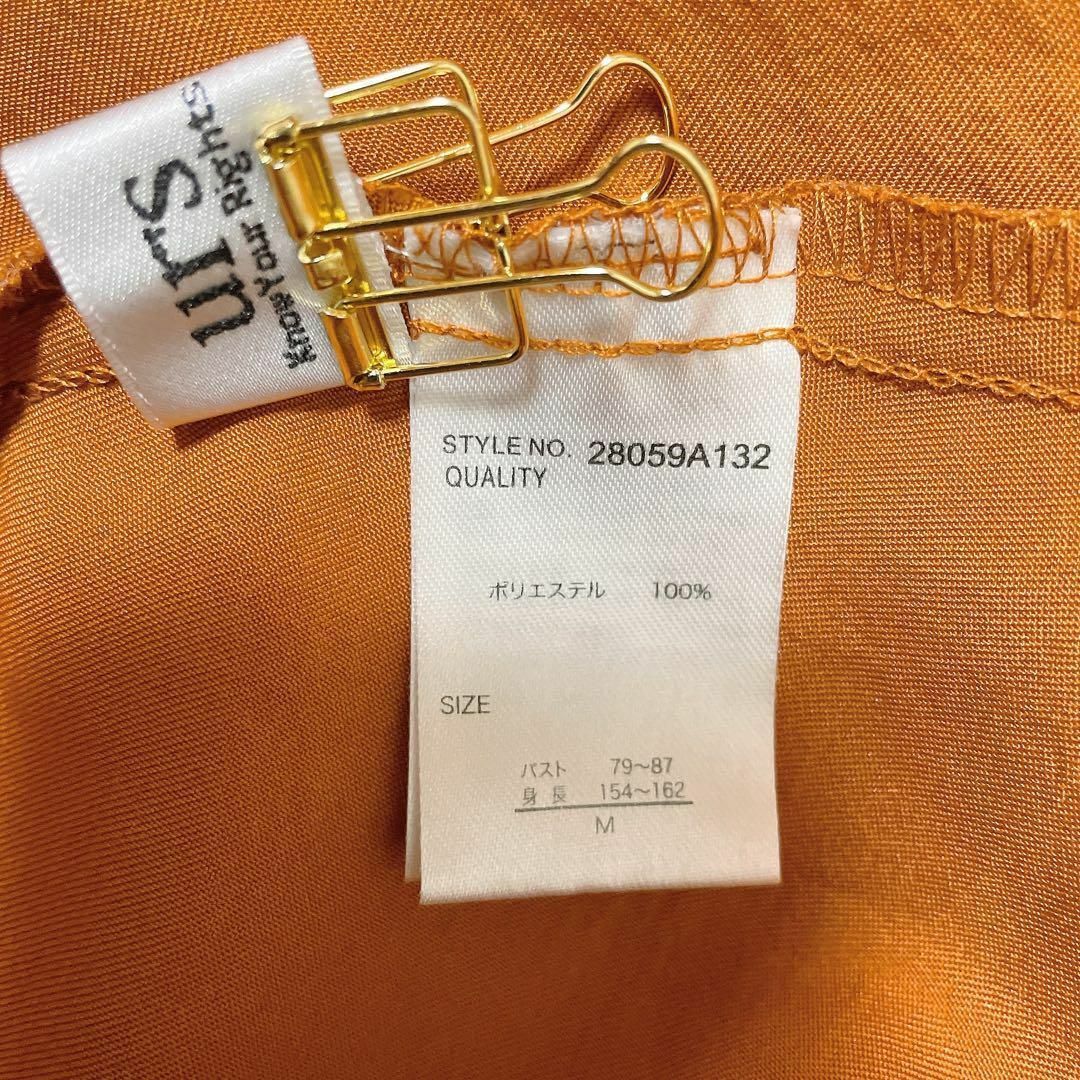 ur's
Know Your Rights
STYLE NO. 28059A132
QUALITY
ポリエステル 100%
SIZE
バスト 79～87
身長 154～162
M